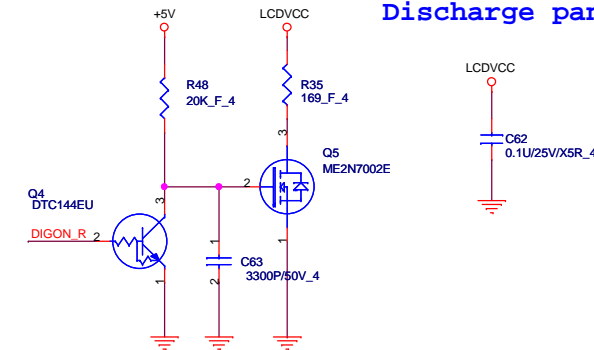 Discharge par
+5V
LCDVCC
R48
20K_F_4
R35
169_F_4
LCDVCC
C62
0.1U/25V/X5R_4
3
Q5
ME2N7002E
2
Q4
DTC144EU
3
DIGON_R
2
1
1
C63
3300P/50V_4
2
1